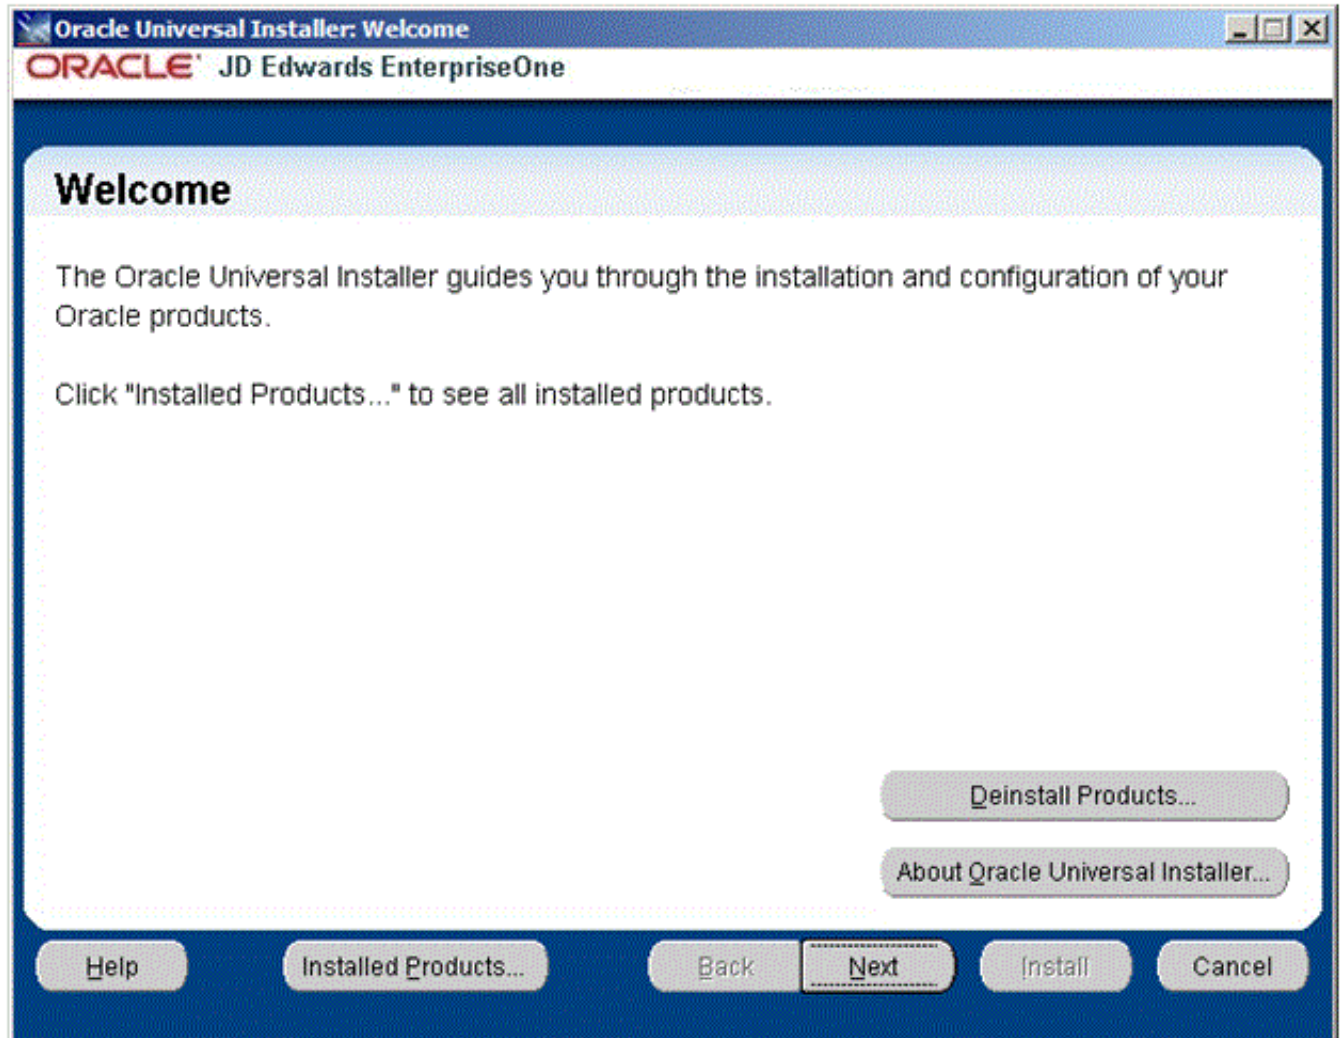 Oracle Universal Installer: Welcome
ORACLE JD Edwards EnterpriseOne
Welcome
The Oracle Universal Installer guides you through the installation and configuration of your
Oracle products.
Click "Installed Products..." to see all installed products.
Deinstall Products...
About Oracle Universal Installer...
Help Installed Products... Back Next Install Cancel